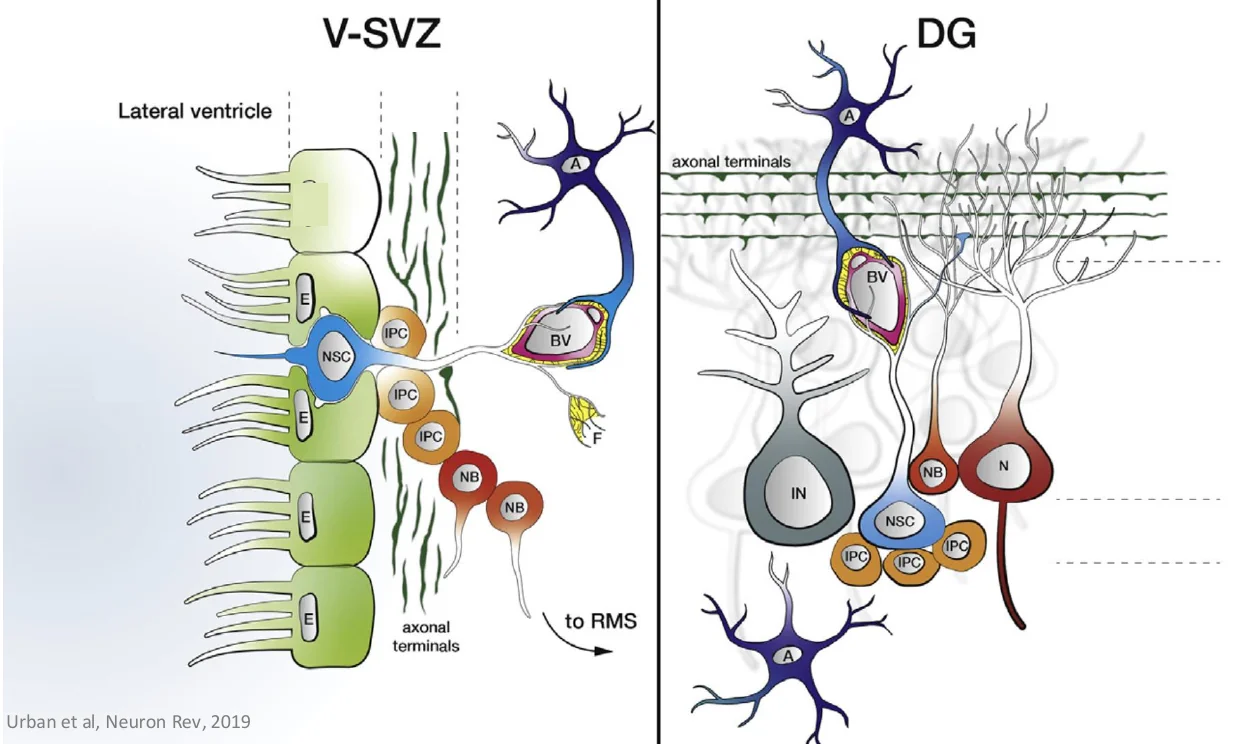 V-SVZ
DG
Lateral ventricle
A
E
NSC
IPC
BV
E
IPC
IPC
F
NB
NB
E
E
axonal
terminals
to RMS
Urban et al, Neuron Rev, 2019
A
axonal terminals
BV
IN
NB
N
NSC
IPC
IPC
IPC
A